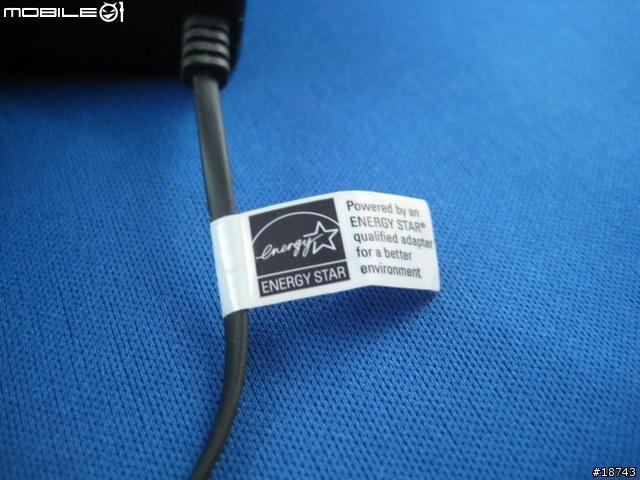 MOBILE01
energy
ENERGY STAR
Powered by an
ENERGY STAR®
qualified adapter
for a better
environment
#18743